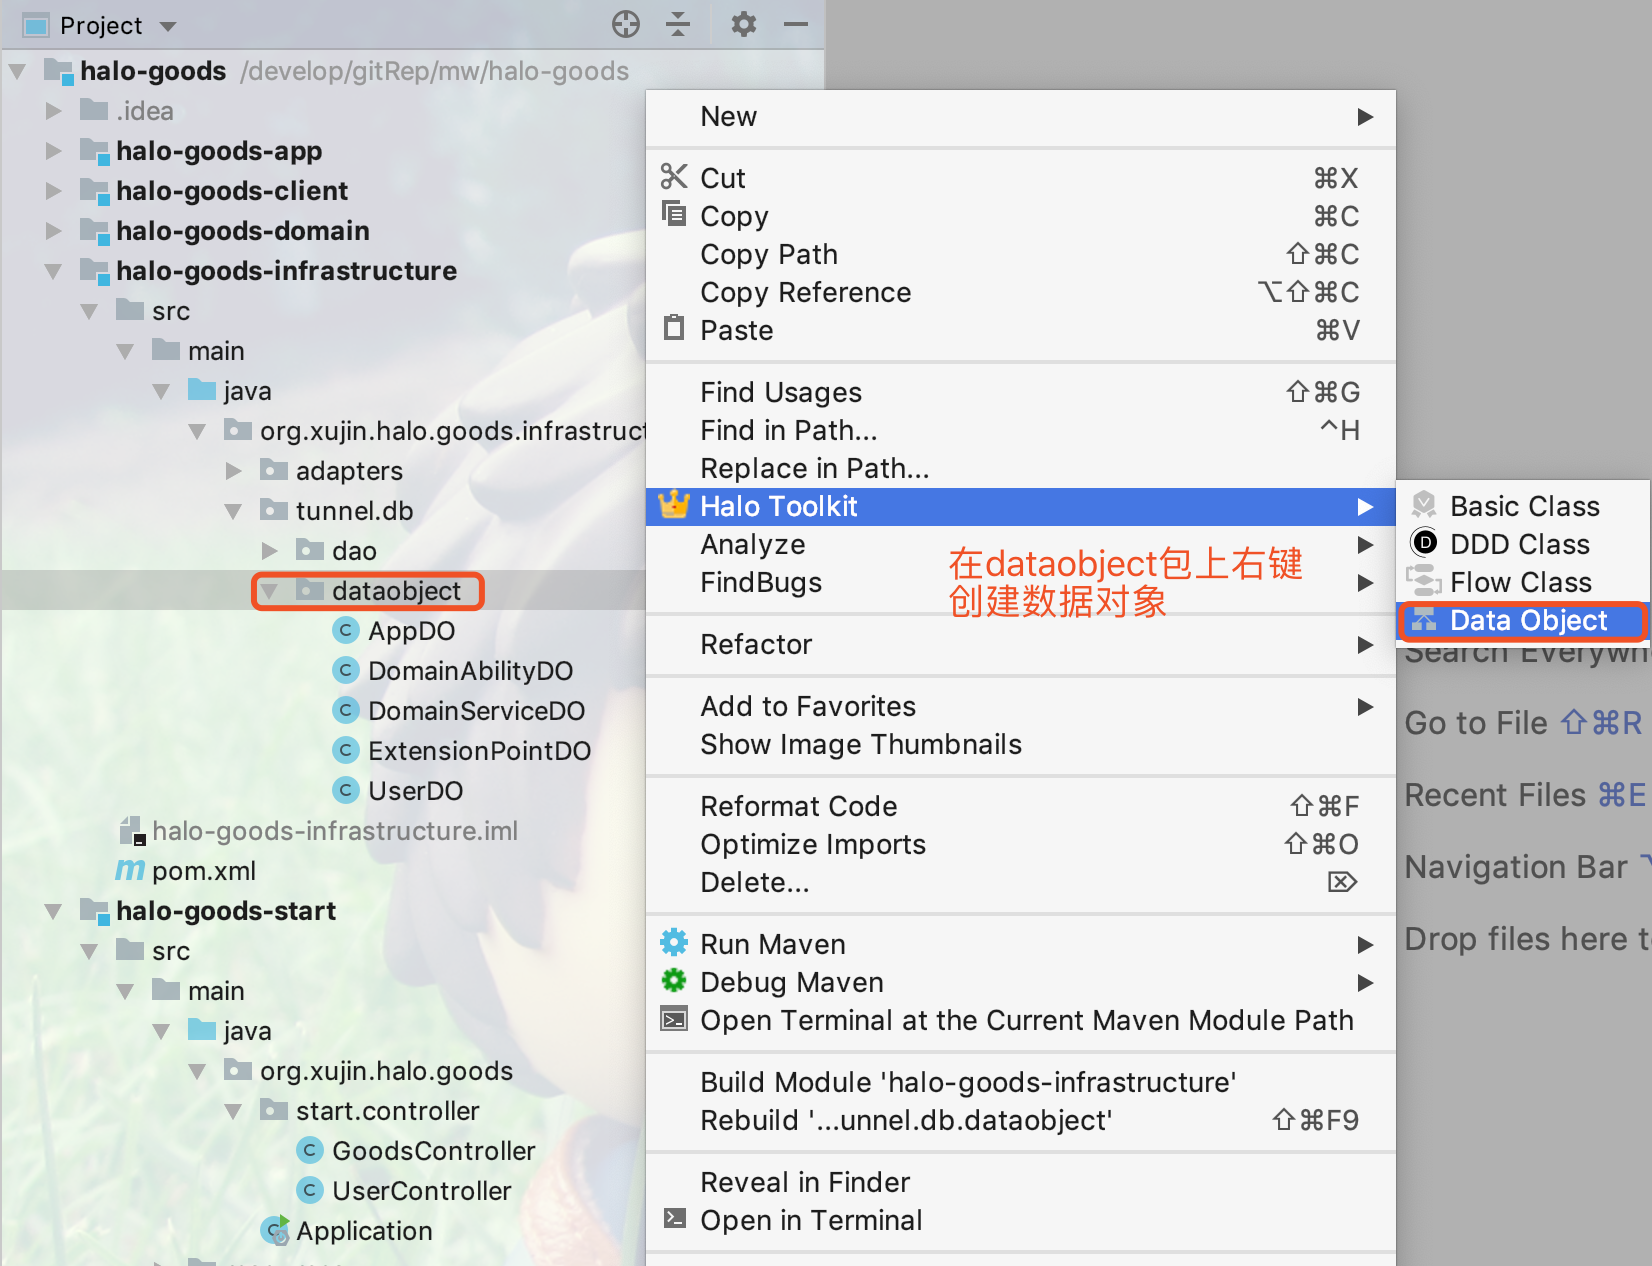 Project
halo-goods /develop/gitRep/mw/halo-goods
.idea
halo-goods-app
halo-goods-client
halo-goods-domain
halo-goods-infrastructure
src
main
java
org.xujin.halo.goods.infrastruct
adapters
tunnel.db
dao
dataobject
AppDO
DomainAbilityDO
DomainServiceDO
ExtensionPointDO
UserDO
halo-goods-infrastructure.iml
pom.xml
halo-goods-start
src
main
java
org.xujin.halo.goods
start.controller
GoodsController
UserController
Application
New
Cut ⌘X
Copy ⌘C
Copy Path ⇧⌘C
Copy Reference ⌥⇧⌘C
Paste ⌘V
Find Usages ⇧⌘G
Find in Path... ^H
Replace in Path...
Halo Toolkit
Analyze
FindBugs
在dataobject包上右键
创建数据对象
Refactor
Add to Favorites
Show Image Thumbnails
Reformat Code ⇧⌘F
Optimize Imports ⇧⌘O
Delete... ⌦
Run Maven
Debug Maven
Open Terminal at the Current Maven Module Path
Build Module 'halo-goods-infrastructure'
Rebuild '...unnel.db.dataobject' ⇧⌘F9
Reveal in Finder
Open in Terminal
Basic Class
DDD Class
Flow Class
Data Object
Search Everywh
Go to File ⇧⌘R
Recent Files ⌘E
Navigation Bar
Drop files here